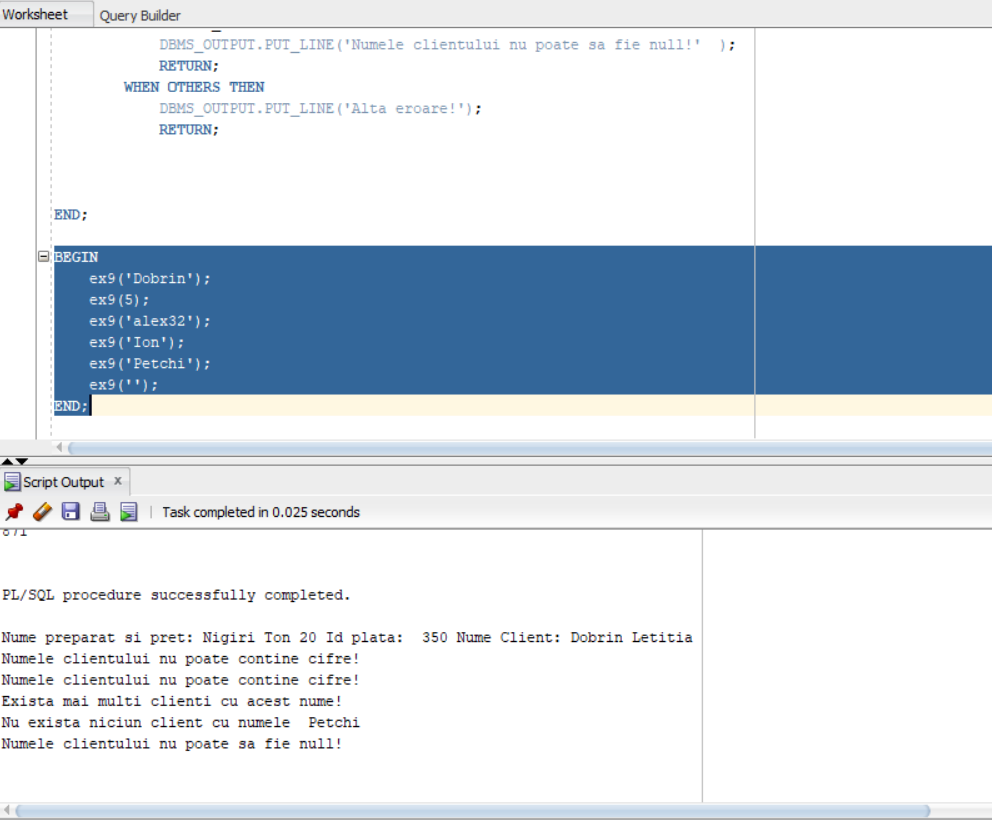 Worksheet Query Builder
DBMS_OUTPUT.PUT_LINE('Numele clientului nu poate sa fie null!'  );
RETURN;
WHEN OTHERS THEN
DBMS_OUTPUT.PUT_LINE('Alta eroare!');
RETURN;
END;
BEGIN
ex9('Dobrin');
ex9(5);
ex9('alex32');
ex9('Ion');
ex9('Petchi');
ex9('');
END;
Script Output x
Task completed in 0.025 seconds
PL/SQL procedure successfully completed.
Nume preparat si pret: Nigiri Ton 20 Id plata:  350 Nume Client: Dobrin Letitia
Numele clientului nu poate contine cifre!
Numele clientului nu poate contine cifre!
Exista mai multi clienti cu acest nume!
Nu exista niciun client cu numele  Petchi
Numele clientului nu poate sa fie null!